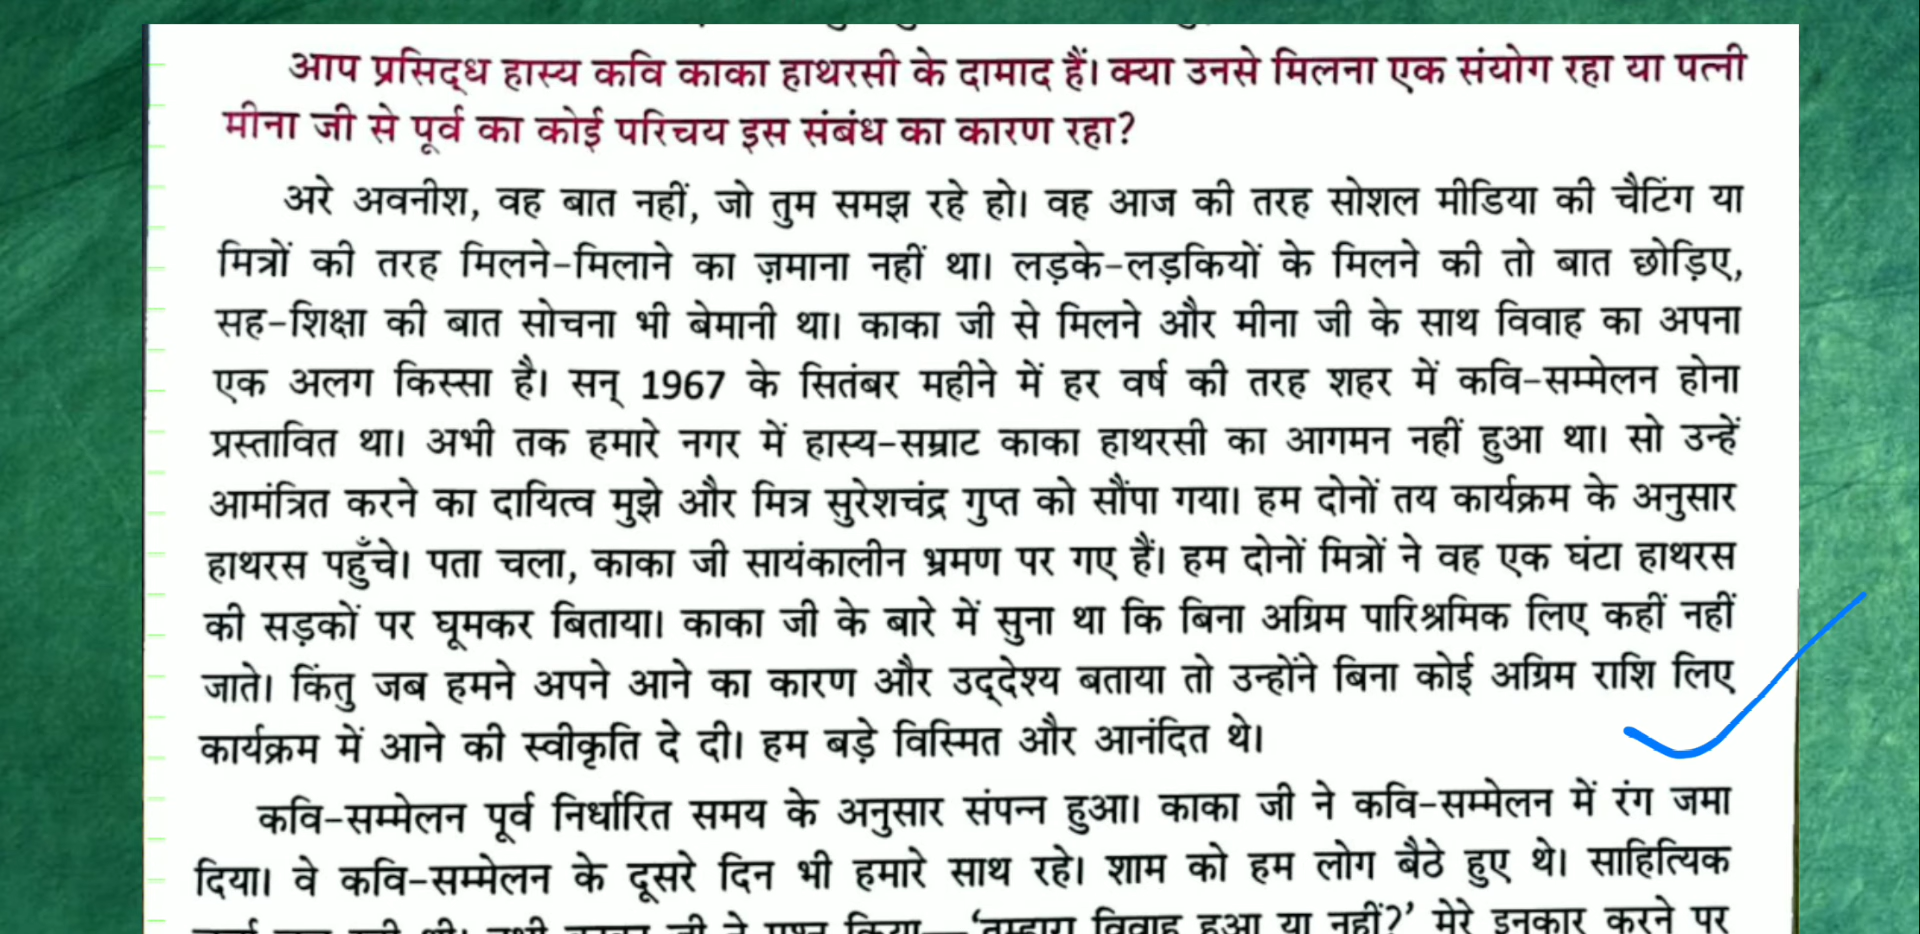 आप प्रसिद्ध हास्य कवि काका हाथरसी के दामाद हैं। क्या उनसे मिलना एक संयोग रहा या पत्नी
मीना जी से पूर्व का कोई परिचय इस संबंध का कारण रहा?
अरे अवनीश, वह बात नहीं, जो तुम समझ रहे हो। वह आज की तरह सोशल मीडिया की चैटिंग या
मित्रों की तरह मिलने-मिलाने का ज़माना नहीं था। लड़के-लड़कियों के मिलने की तो बात छोड़िए,
सह-शिक्षा की बात सोचना भी बेमानी था। काका जी से मिलने और मीना जी के साथ विवाह का अपना
एक अलग किस्सा है। सन् 1967 के सितंबर महीने में हर वर्ष की तरह शहर में कवि-सम्मेलन होना
प्रस्तावित था। अभी तक हमारे नगर में हास्य-सम्राट काका हाथरसी का आगमन नहीं हुआ था। सो उन्हें
आमंत्रित करने का दायित्व मुझे और मित्र सुरेशचंद्र गुप्त को सौंपा गया। हम दोनों तय कार्यक्रम के अनुसार
हाथरस पहुँचे। पता चला, काका जी सायंकालीन भ्रमण पर गए हैं। हम दोनों मित्रों ने वह एक घंटा हाथरस
की सड़कों पर घूमकर बिताया। काका जी के बारे में सुना था कि बिना अग्रिम पारिश्रमिक लिए कहीं नहीं
जाते। किंतु जब हमने अपने आने का कारण और उद्देश्य बताया तो उन्होंने बिना कोई अग्रिम राशि लिए
कार्यक्रम में आने की स्वीकृति दे दी। हम बड़े विस्मित और आनंदित थे।
कवि-सम्मेलन पूर्व निर्धारित समय के अनुसार संपन्न हुआ। काका जी ने कवि-सम्मेलन में रंग जमा
दिया। वे कवि-सम्मेलन के दूसरे दिन भी हमारे साथ रहे। शाम को हम लोग बैठे हुए थे। साहित्यिक
जी ने प्रश्न किया—'तुम्हारा विवाह हुआ या नहीं?' मेरे इनकार करने पर